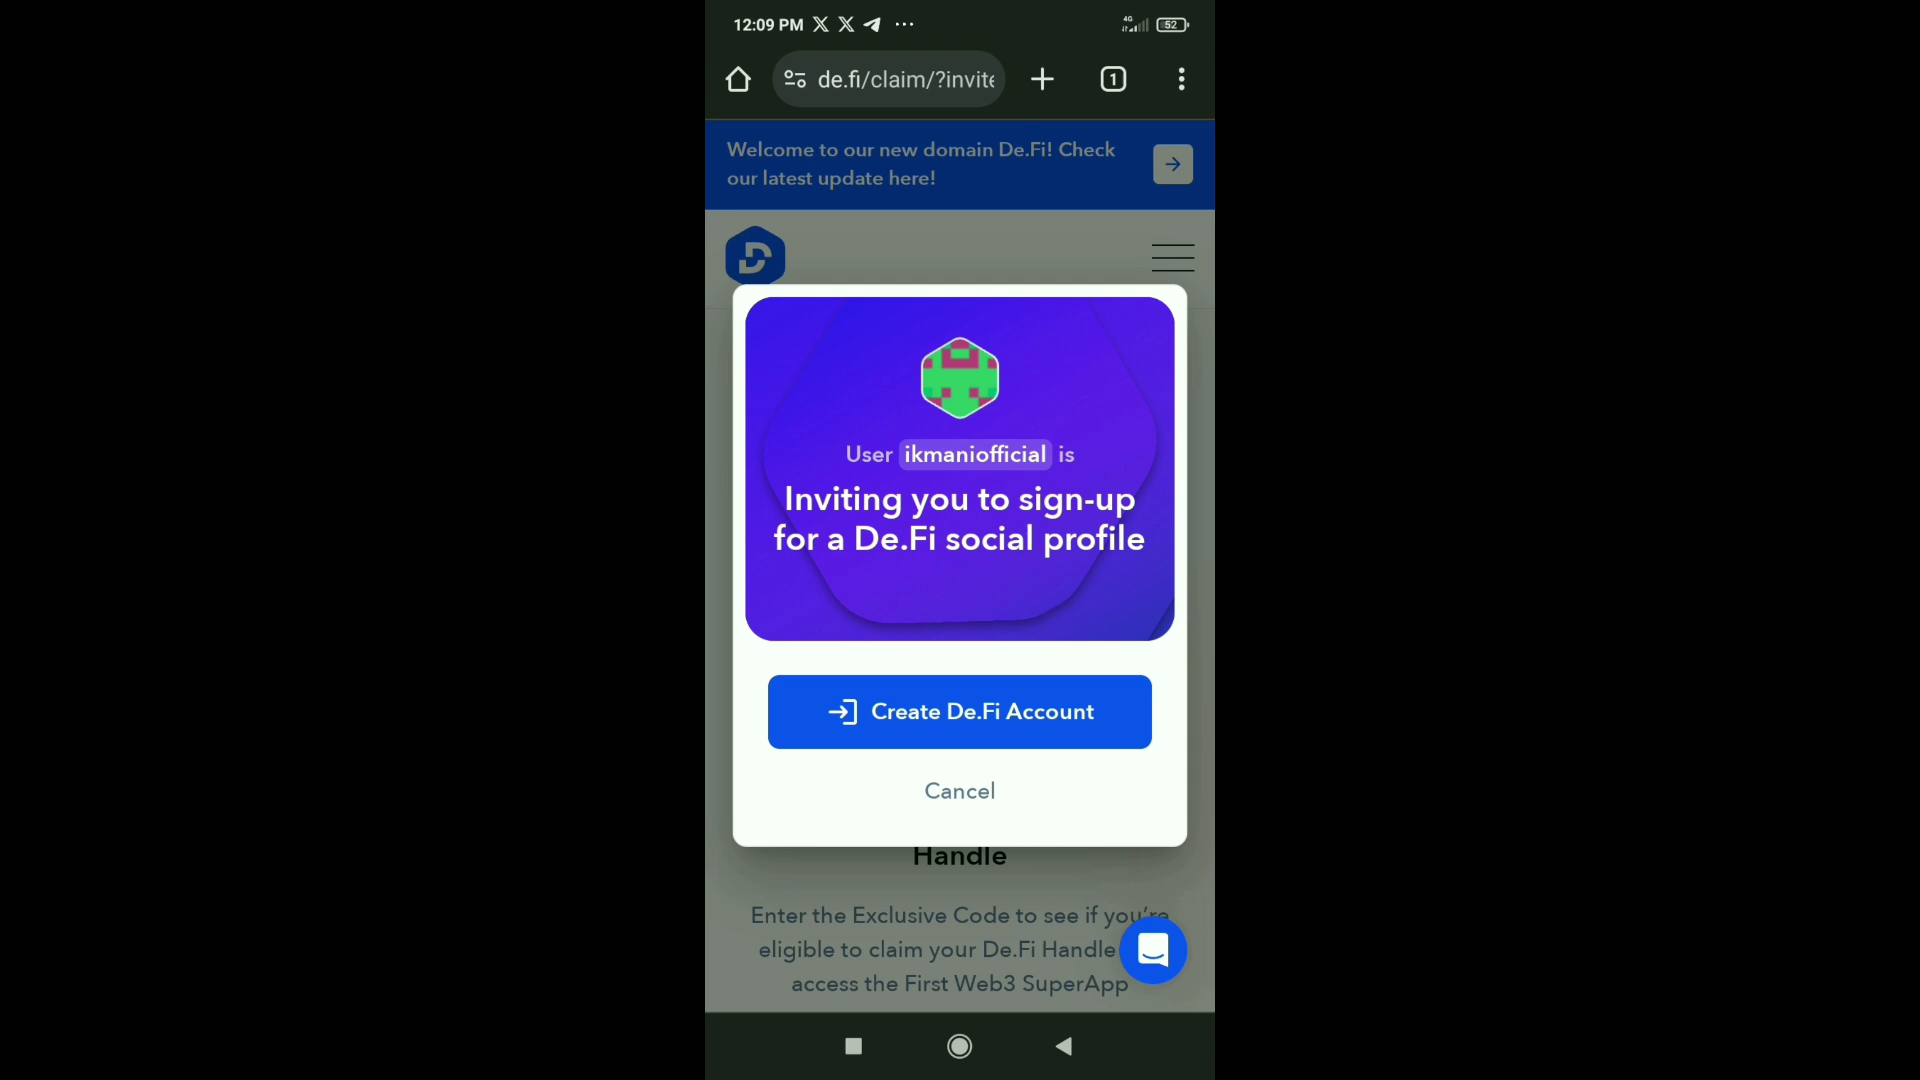 12:09 PM
4G
52
de.fi/claim/?invite
1
Welcome to our new domain De.Fi! Check
our latest update here!
User ikmaniofficial is
Inviting you to sign-up
for a De.Fi social profile
Create De.Fi Account
Cancel
Handle
Enter the Exclusive Code to see if you're
eligible to claim your De.Fi Handle
access the First Web3 SuperApp